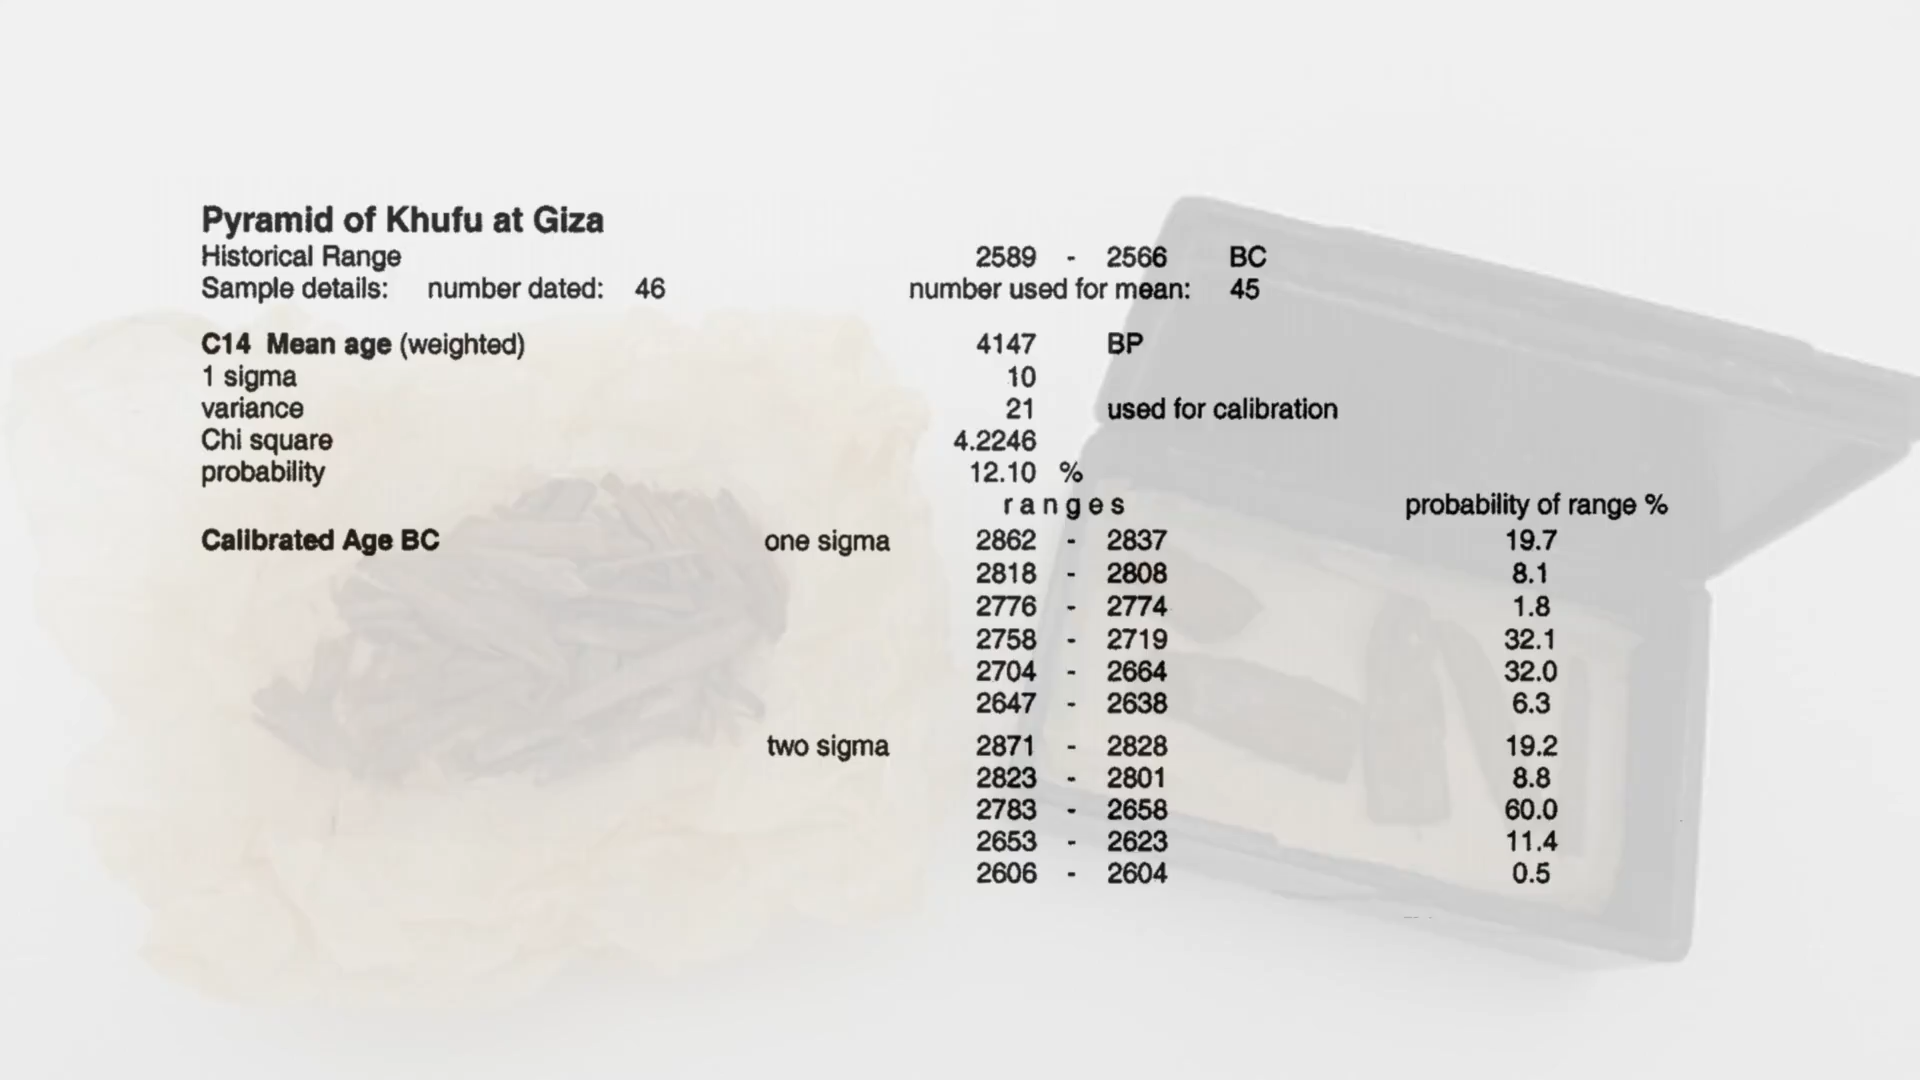 Pyramid of Khufu at Giza
Historical Range 2589 - 2566 BC
Sample details: number dated: 46 number used for mean: 45
C14 Mean age (weighted) 4147 BP
1 sigma 10
variance 21 used for calibration
Chi square 4.2246
probability 12.10 %
ranges probability of range %
Calibrated Age BC one sigma 2862 - 2837 19.7
2818 - 2808 8.1
2776 - 2774 1.8
2758 - 2719 32.1
2704 - 2664 32.0
2647 - 2638 6.3
two sigma 2871 - 2828 19.2
2823 - 2801 8.8
2783 - 2658 60.0
2653 - 2623 11.4
2606 - 2604 0.5